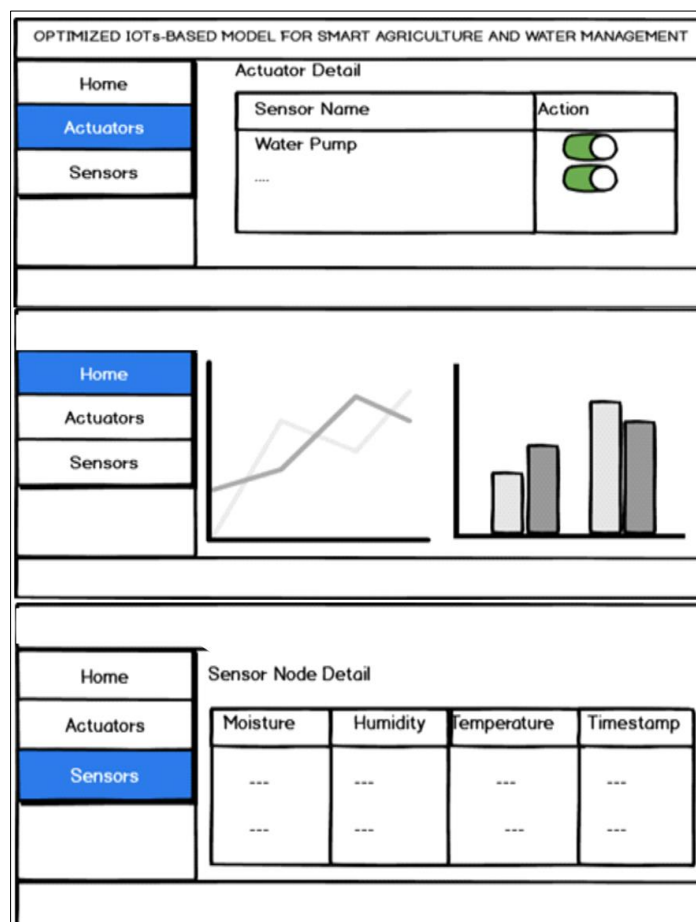 OPTIMIZED IOTs-BASED MODEL FOR SMART AGRICULTURE AND WATER MANAGEMENT
Home
Actuators
Sensors
Actuator Detail
Sensor Name Action
Water Pump
....
Home
Actuators
Sensors
Home
Actuators
Sensors
Sensor Node Detail
Moisture Humidity Temperature Timestamp
--- --- --- ---
--- --- --- ---